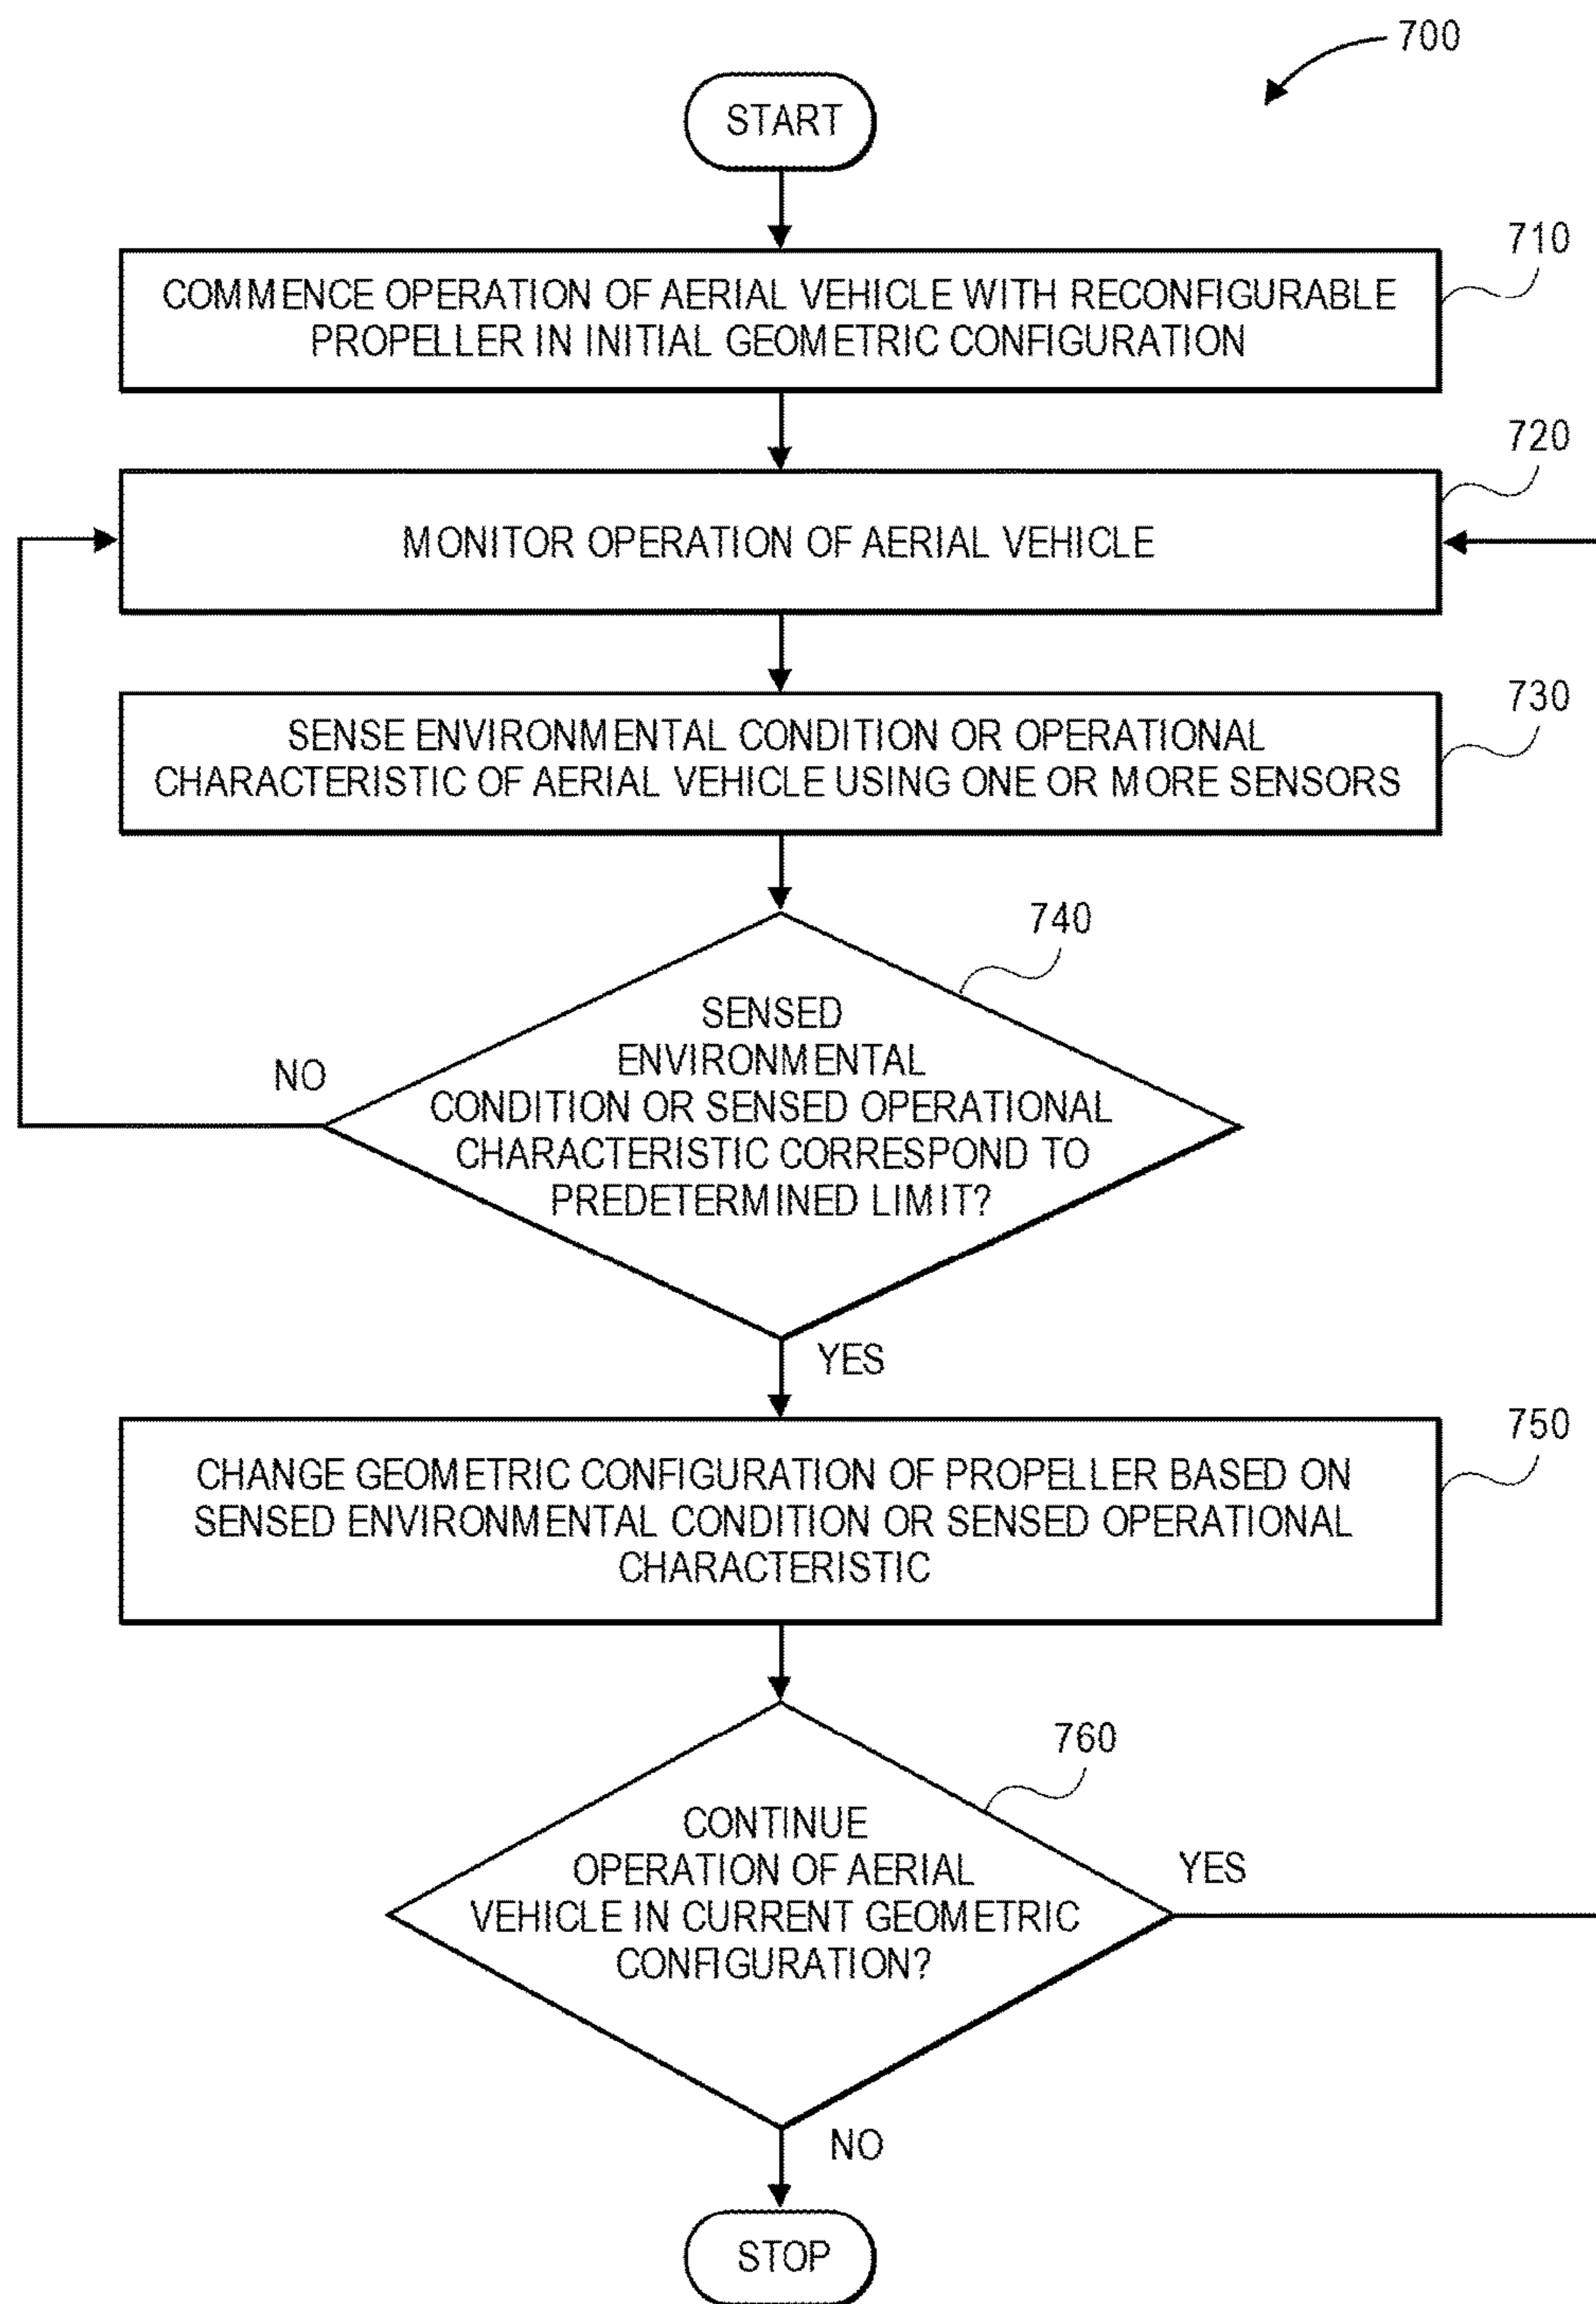 700
START
710
COMMENCE OPERATION OF AERIAL VEHICLE WITH RECONFIGURABLE
PROPELLER IN INITIAL GEOMETRIC CONFIGURATION
720
MONITOR OPERATION OF AERIAL VEHICLE
730
SENSE ENVIRONMENTAL CONDITION OR OPERATIONAL
CHARACTERISTIC OF AERIAL VEHICLE USING ONE OR MORE SENSORS
740
SENSED
ENVIRONMENTAL
CONDITION OR SENSED OPERATIONAL
CHARACTERISTIC CORRESPOND TO
PREDETERMINED LIMIT?
NO
YES
750
CHANGE GEOMETRIC CONFIGURATION OF PROPELLER BASED ON
SENSED ENVIRONMENTAL CONDITION OR SENSED OPERATIONAL
CHARACTERISTIC
760
CONTINUE
OPERATION OF AERIAL
VEHICLE IN CURRENT GEOMETRIC
CONFIGURATION?
YES
NO
STOP